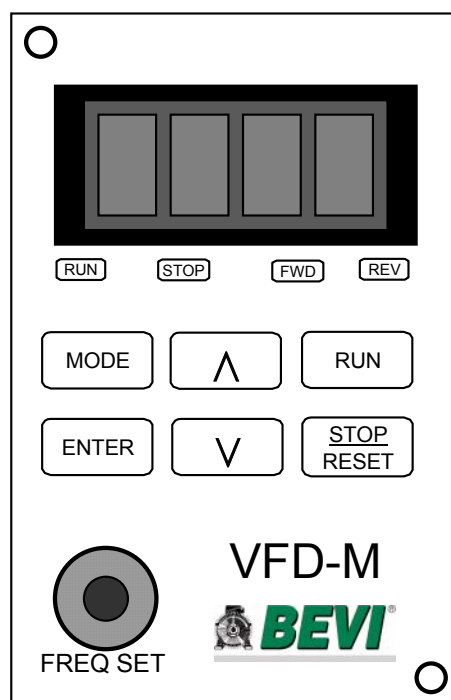 RUN STOP FWD REV
MODE Λ RUN
ENTER V STOP
RESET
VFD-M
BEVI®
FREQ SET